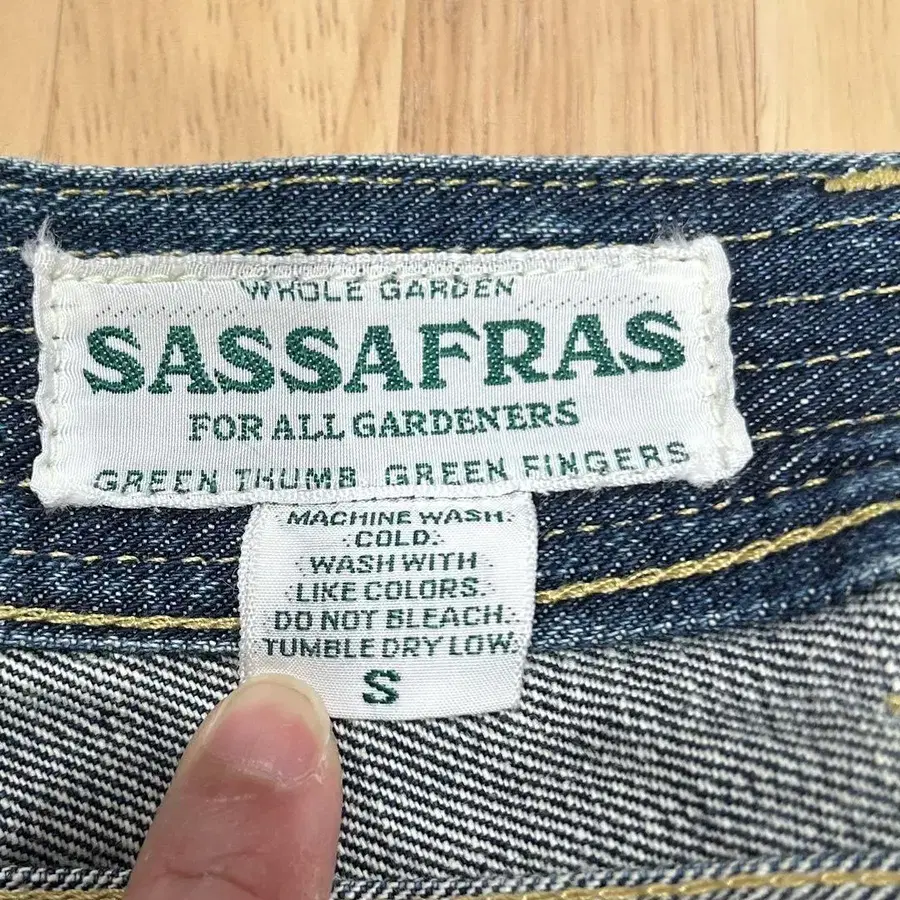 WHOLE GARDEN
SASSAFRAS
FOR ALL GARDENERS
GREEN THUMB GREEN FINGERS
MACHINE WASH
COLD.
WASH WITH
LIKE COLORS.
DO NOT BLEACH.
TUMBLE DRY LOW.
S